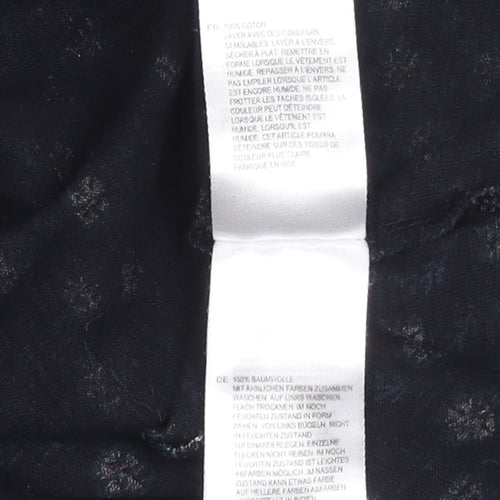 FR 100% COTON
LAVER AVEC DES COULEURS
SEMBLABLES. LAVER À L'ENVERS.
SÉCHER À PLAT. REMETTRE EN
FORME LORSQUE LE VÊTEMENT EST
HUMIDE. REPASSER À L'ENVERS. NE
PAS EMPILER LORSQUE L'ARTICLE
EST ENCORE HUMIDE. NE PAS
FROTTER LES TACHES ISOLÉES. LA
COULEUR PEUT DÉTEINDRE
LORSQUE LE VÊTEMENT EST
HUMIDE. LORSQU'IL EST
HUMIDE, CET ARTICLE POURRA
DÉTEINDRE SUR DES TISSUS DE
COULEUR PLUS CLAIRE.
FABRIQUÉ EN INDE
DE 100% BAUMWOLLE
MIT ÄHNLICHEN FARBEN ZUSAMMEN
WASCHEN. AUF LINKS WASCHEN.
FLACH TROCKNEN. IM NOCH
FEUCHTEN ZUSTAND IN FORM
ZIEHEN. VON LINKS BÜGELN. NICHT
IM FEUCHTEN ZUSTAND
AUFEINANDERLEGEN. EINZELNE
FLECKEN NICHT REIBEN. IM NOCH
FEUCHTEN ZUSTAND IST LEICHTES
ABFÄRBEN MÖGLICH. IM NASSEN
ZUSTAND KANN ETWAS FARBE
AUF HELLERE FARBEN ABFÄRBEN.